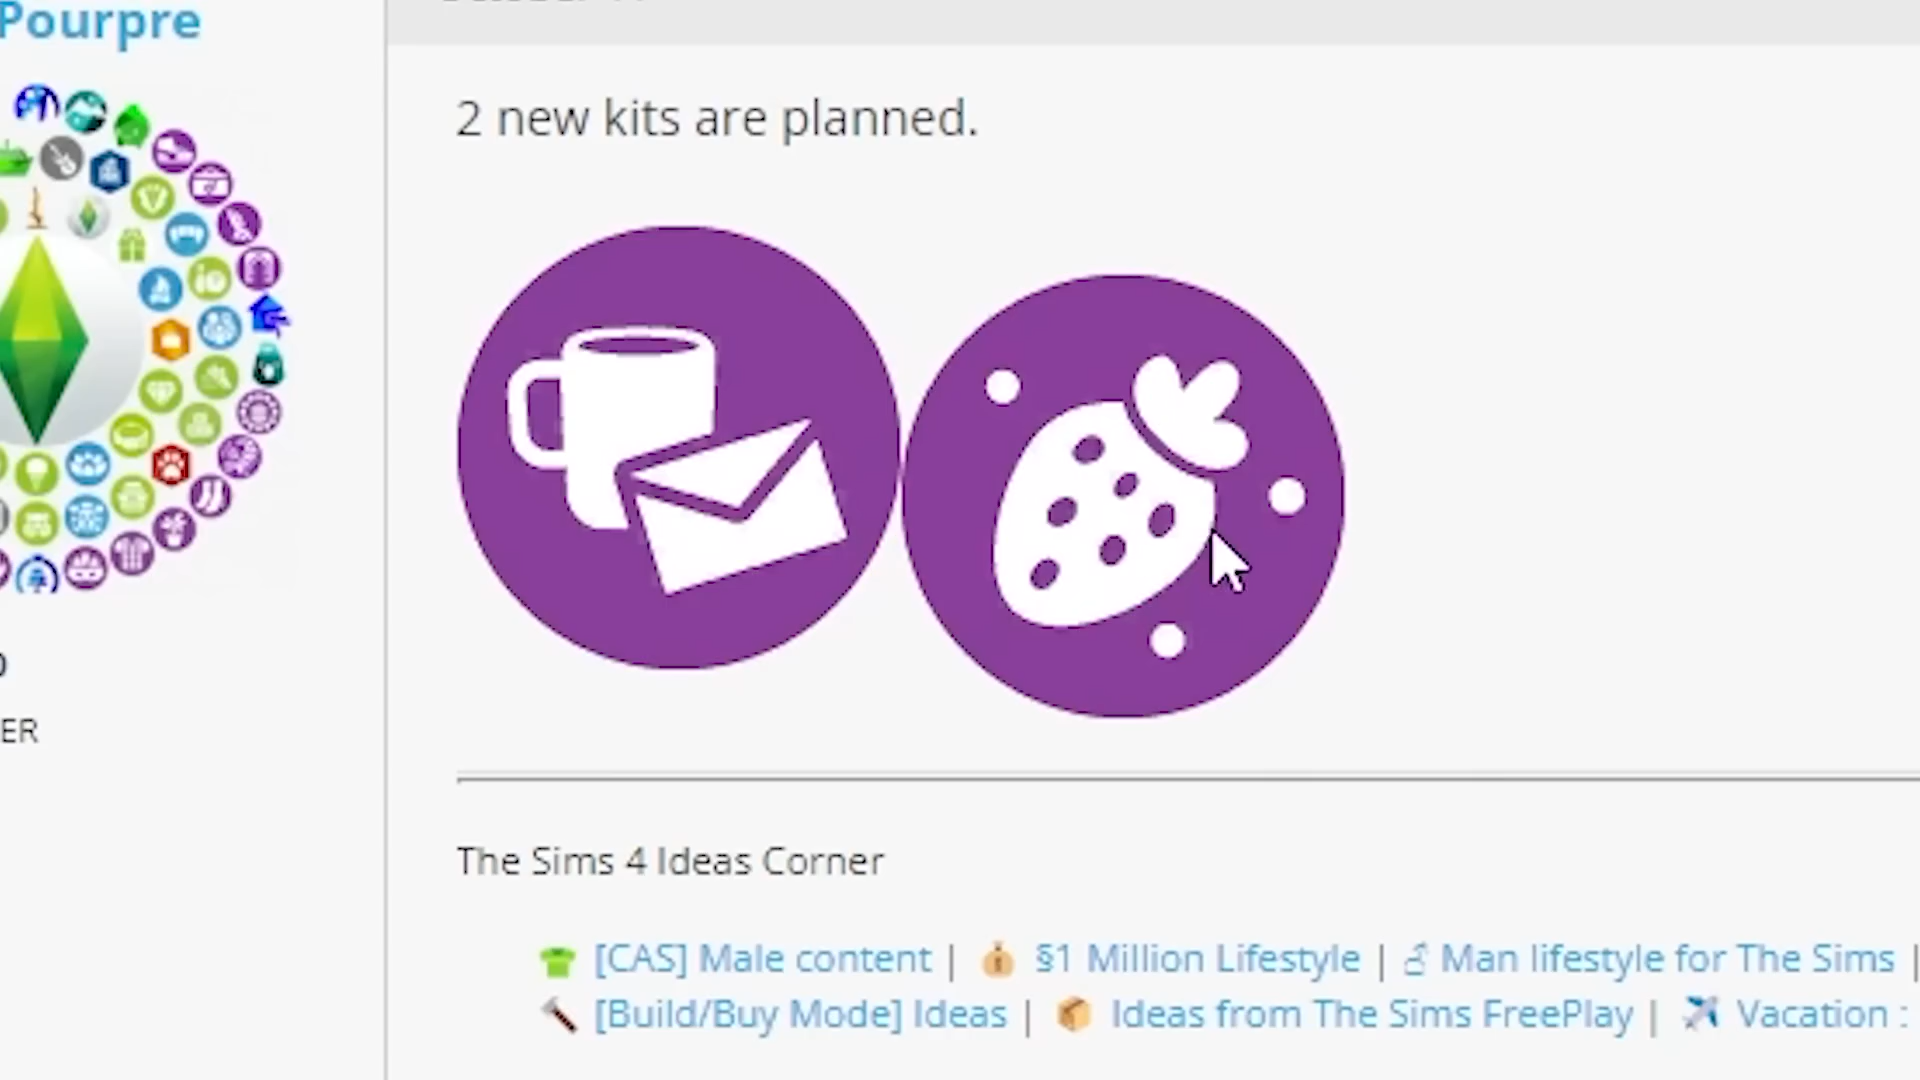 Pourpre
2 new kits are planned.
ER
The Sims 4 Ideas Corner
[CAS] Male content | §1 Million Lifestyle | Man lifestyle for The Sims |
[Build/Buy Mode] Ideas | Ideas from The Sims FreePlay | Vacation :